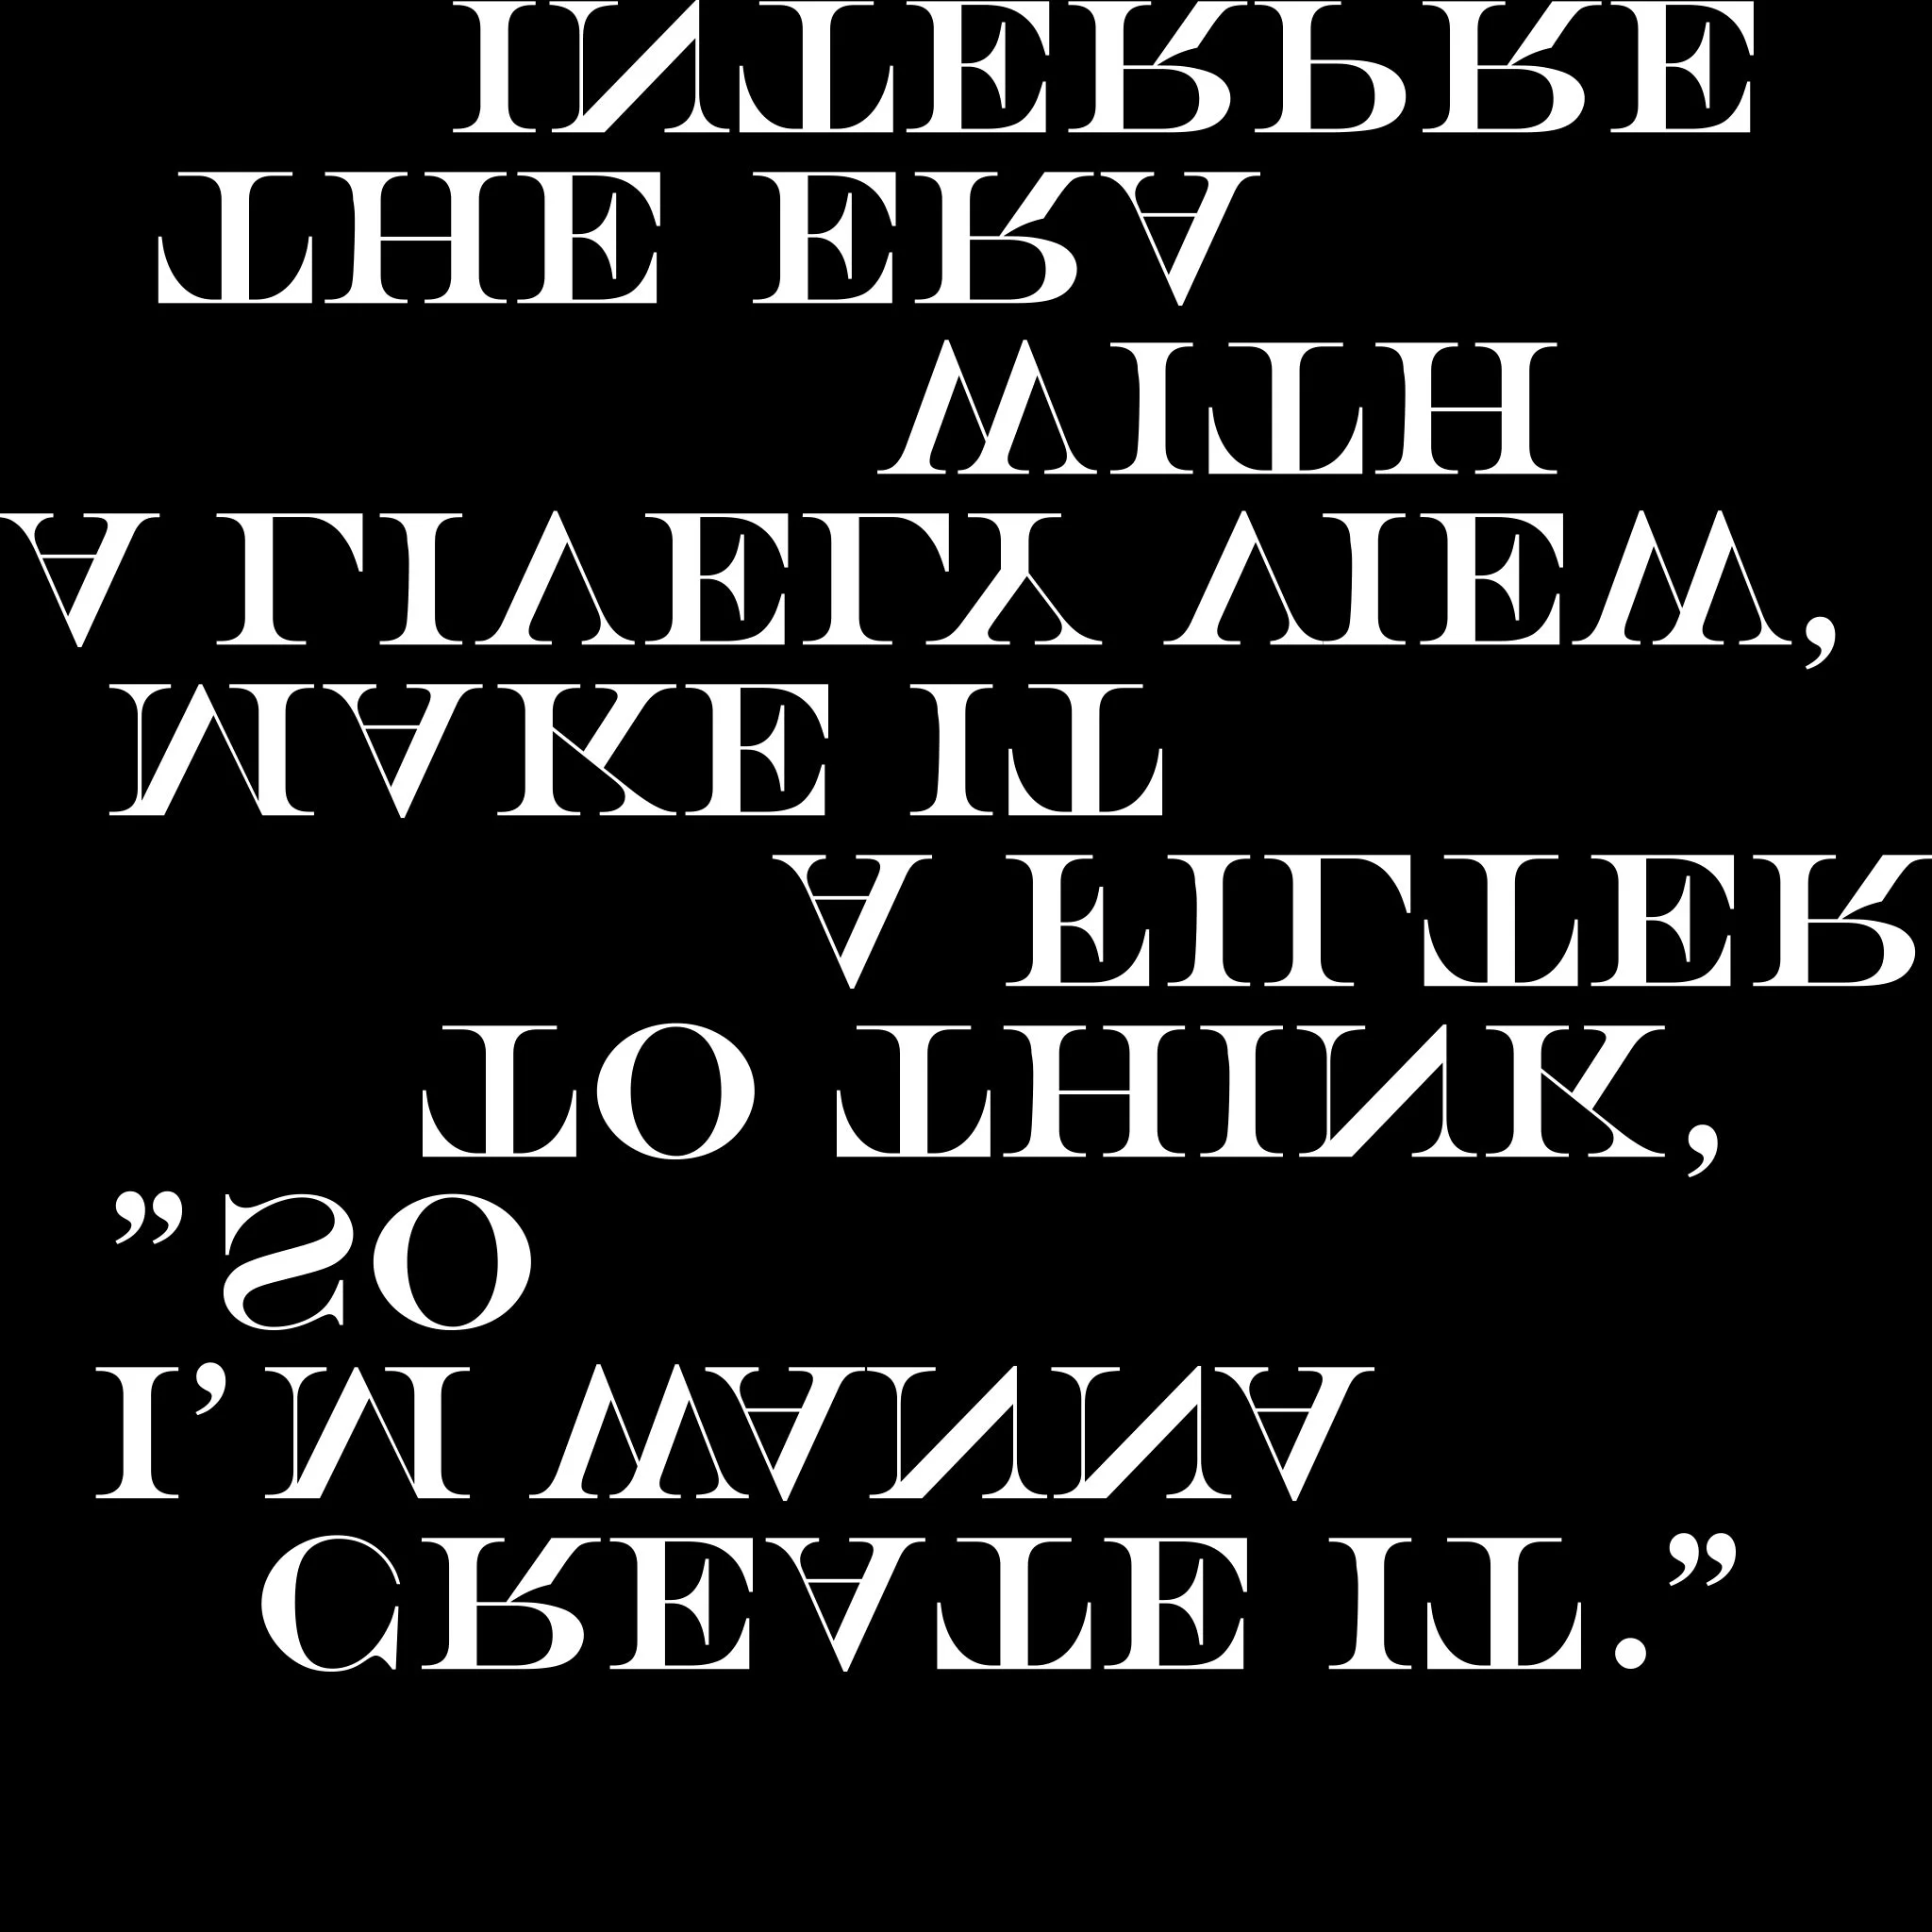 INTERPRE
THE ERA
WITH
A LIVELY VIEW,
MAKE IT
A FILTER
TO THINK,
”SO
I’M WANNA
CREATE IT.”